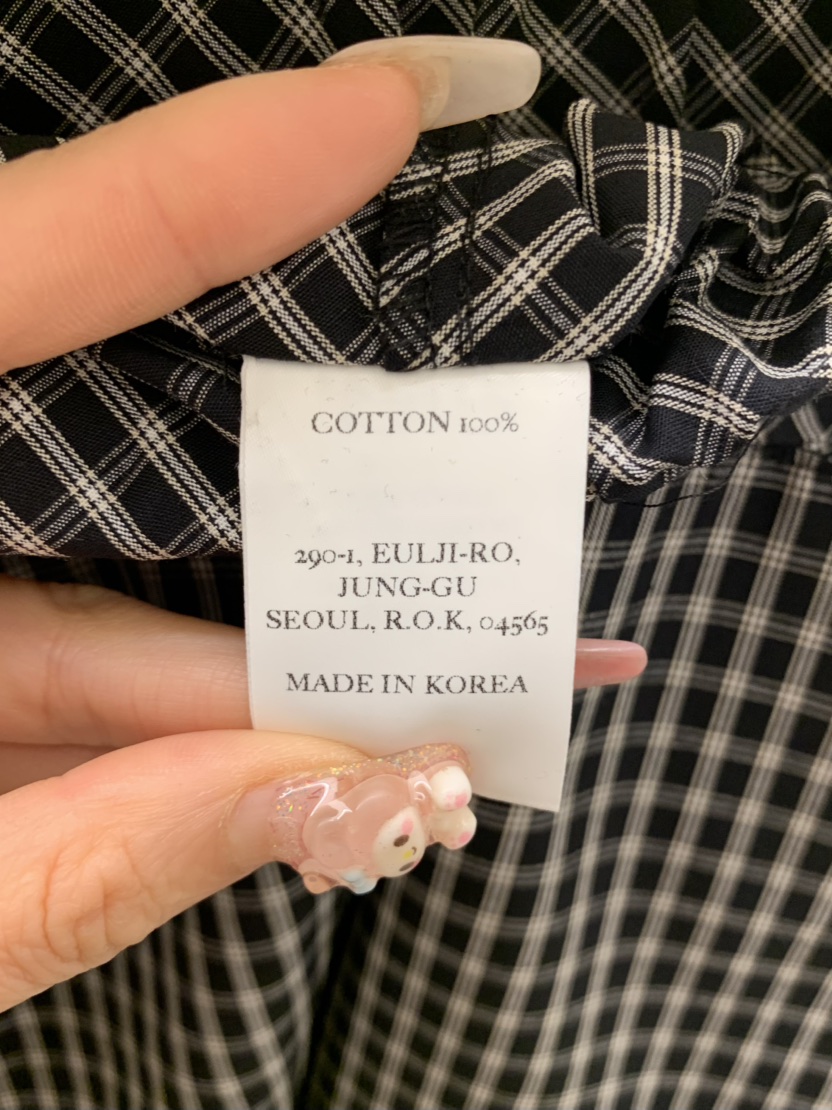 COTTON 100%
290-1, EULJI-RO,
JUNG-GU
SEOUL, R.O.K, 04565
MADE IN KOREA